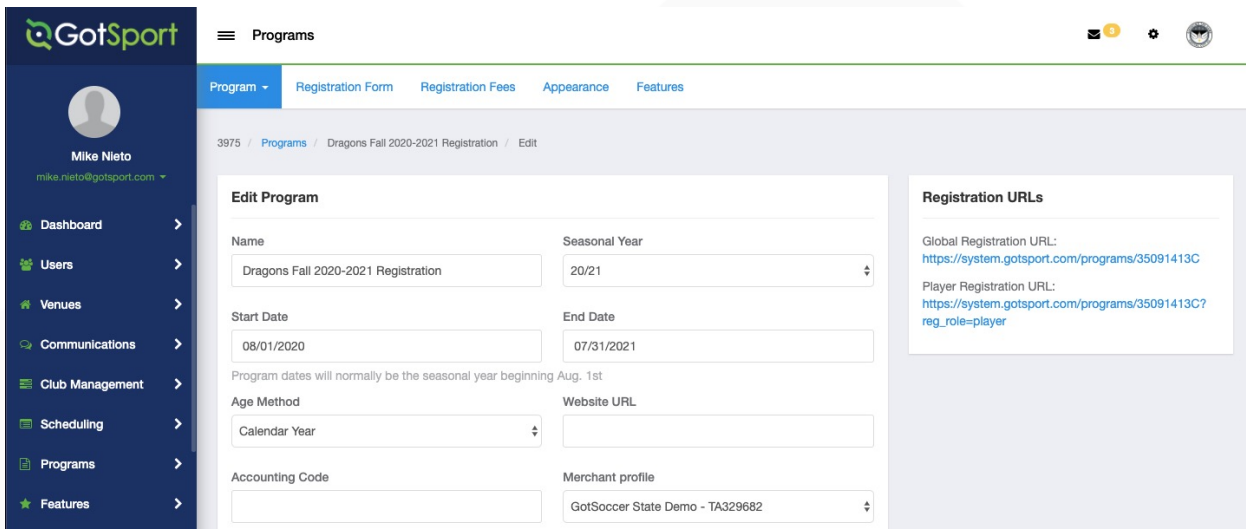 GotSport
Programs
3
Program
Registration Form
Registration Fees
Appearance
Features
Mike Nieto
mike.nieto@gotsport.com
Dashboard
Users
Venues
Communications
Club Management
Scheduling
Programs
Features
3975 / Programs / Dragons Fall 2020-2021 Registration / Edit
Edit Program
Name
Dragons Fall 2020-2021 Registration
Seasonal Year
20/21
Start Date
08/01/2020
End Date
07/31/2021
Program dates will normally be the seasonal year beginning Aug. 1st
Age Method
Calendar Year
Website URL
Accounting Code
Merchant profile
GotSoccer State Demo - TA329682
Registration URLs
Global Registration URL:
https://system.gotsport.com/programs/35091413C
Player Registration URL:
https://system.gotsport.com/programs/35091413C?
reg_role=player